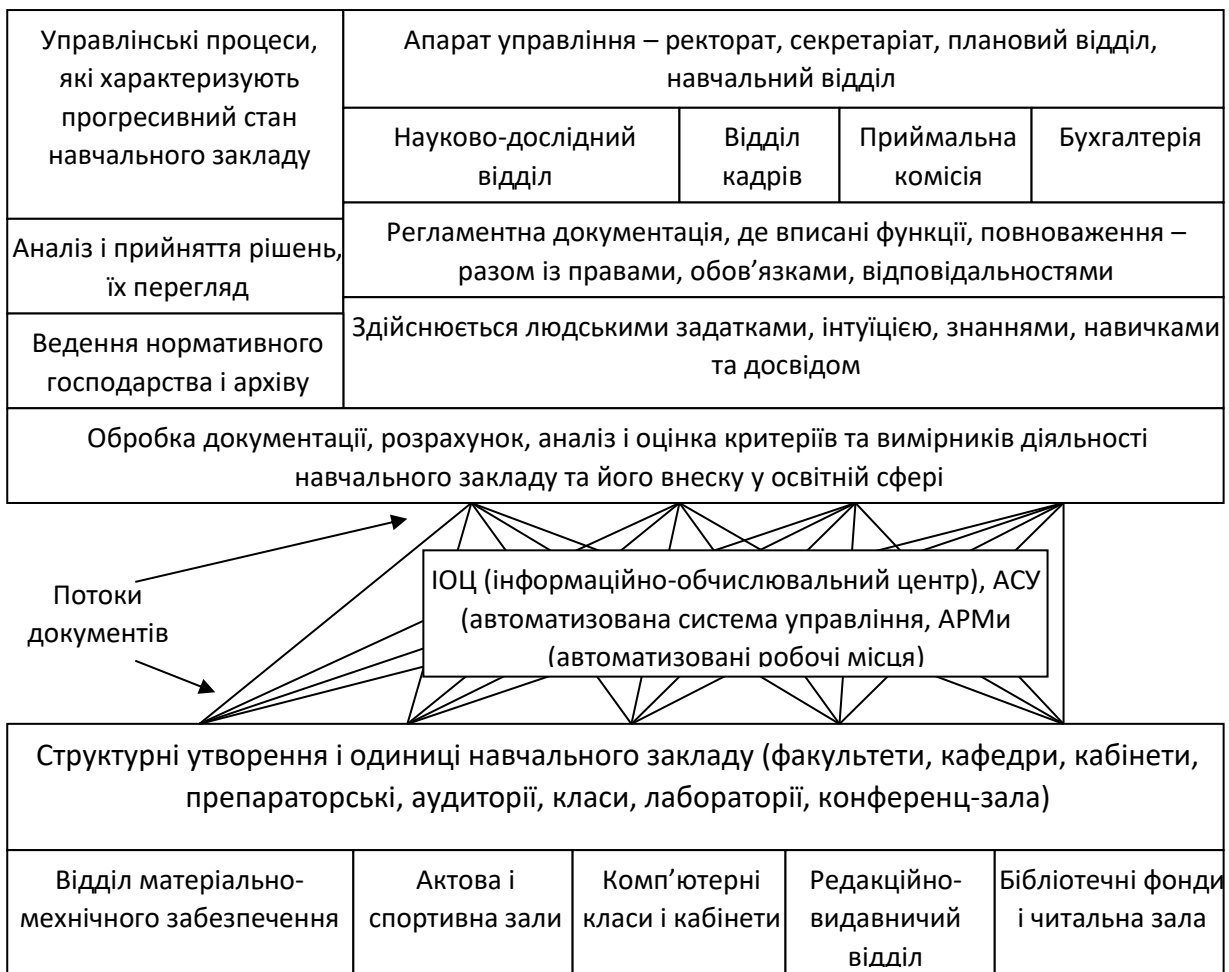 Управлінські процеси,
які характеризують
прогресивний стан
навчального закладу
Апарат управління – ректорат, секретаріат, плановий відділ,
навчальний відділ
Науково-дослідний
відділ
Відділ
кадрів
Приймальна
комісія
Бухгалтерія
Аналіз і прийняття рішень,
їх перегляд
Регламентна документація, де вписані функції, повноваження –
разом із правами, обов’язками, відповідальностями
Ведення нормативного
господарства і архіву
Здійснюється людськими задатками, інтуїцією, знаннями, навичками
та досвідом
Обробка документації, розрахунок, аналіз і оцінка критеріїв та вимірників діяльності
навчального закладу та його внеску у освітній сфері
Потоки
документів
ІОЦ (інформаційно-обчислювальний центр), АСУ
(автоматизована система управління, АРМи
(автоматизовані робочі місця)
Структурні утворення і одиниці навчального закладу (факультети, кафедри, кабінети,
препараторські, аудиторії, класи, лабораторії, конференц-зала)
Відділ матеріально-
мехнічного забезпечення
Актова і
спортивна зали
Комп’ютерні
класи і кабінети
Редакційно-
видавничий
відділ
Бібліотечні фонди
і читальна зала